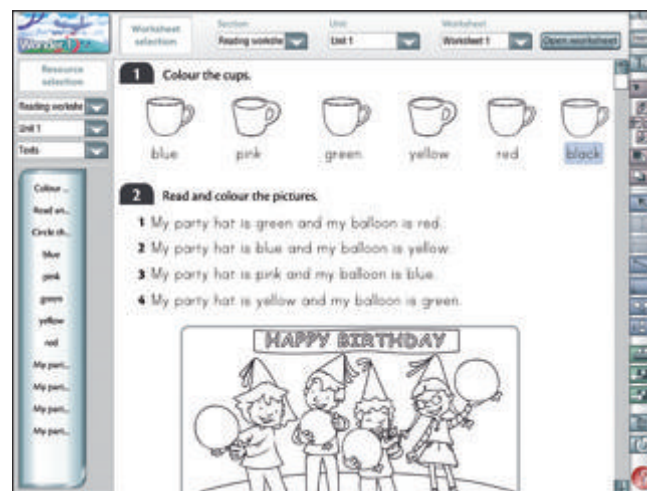 Wonder
Worksheet selection
Section
Reading workshe
Unit
Unit 1
Worksheet
Worksheet 1
Open worksheet
Resource selection
Reading workshe
Unit 1
Texts
Colour ...
Read an...
Circle th...
blue
pink
green
yellow
red
My part...
My part...
My part...
My part...
1 Colour the cups.
blue pink green yellow red black
2 Read and colour the pictures.
1 My party hat is green and my balloon is red.
2 My party hat is blue and my balloon is yellow.
3 My party hat is pink and my balloon is blue.
4 My party hat is yellow and my balloon is green.
HAPPY BIRTHDAY